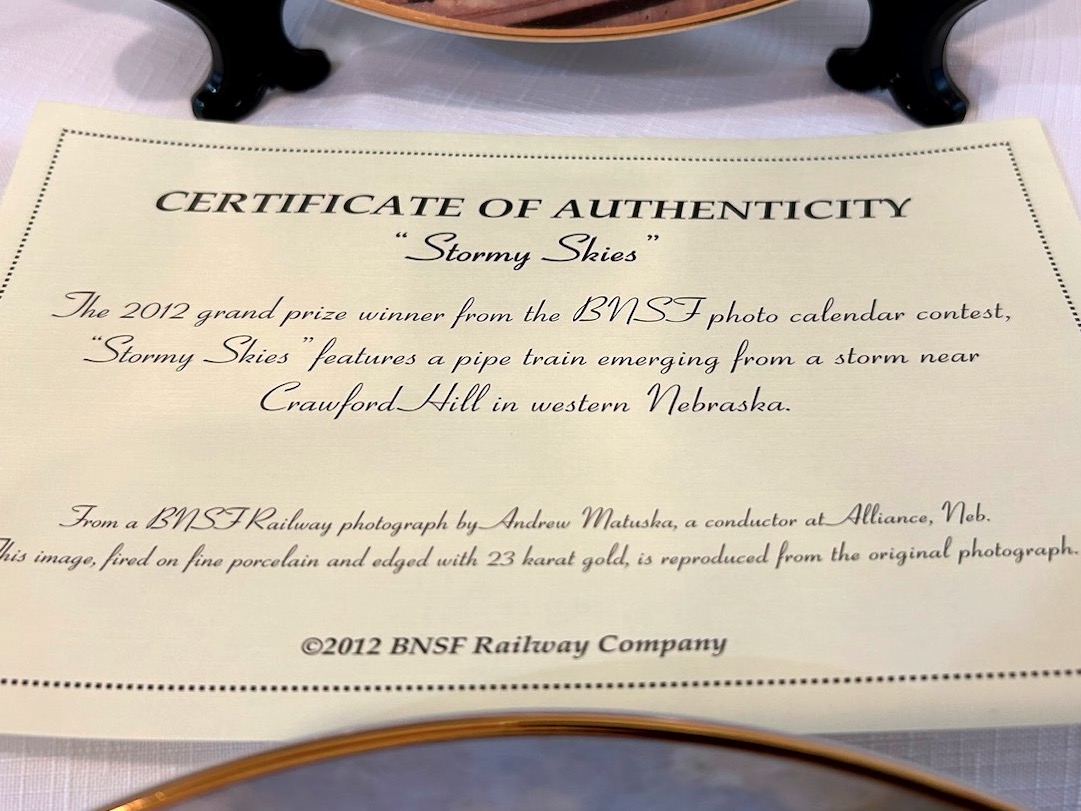 CERTIFICATE OF AUTHENTICITY
“Stormy Skies”
The 2012 grand prize winner from the BNSF photo calendar contest,
“Stormy Skies” features a pipe train emerging from a storm near
Crawford Hill in western Nebraska.
From a BNSF Railway photograph by Andrew Matuska, a conductor at Alliance, Neb.
This image, fired on fine porcelain and edged with 23 karat gold, is reproduced from the original photograph.
©2012 BNSF Railway Company